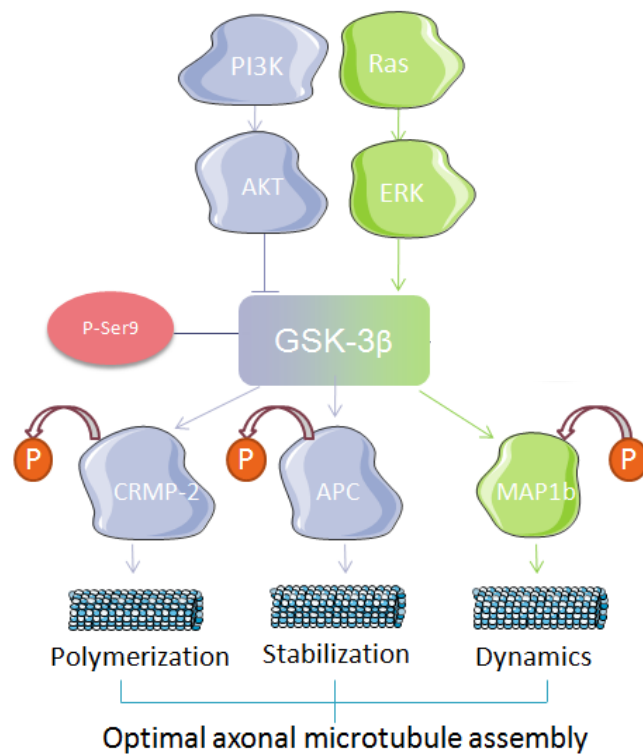 PI3K
Ras
AKT
ERK
P-Ser9
GSK-3β
P
CRMP-2
P
APC
MAP1b
P
Polymerization
Stabilization
Dynamics
Optimal axonal microtubule assembly